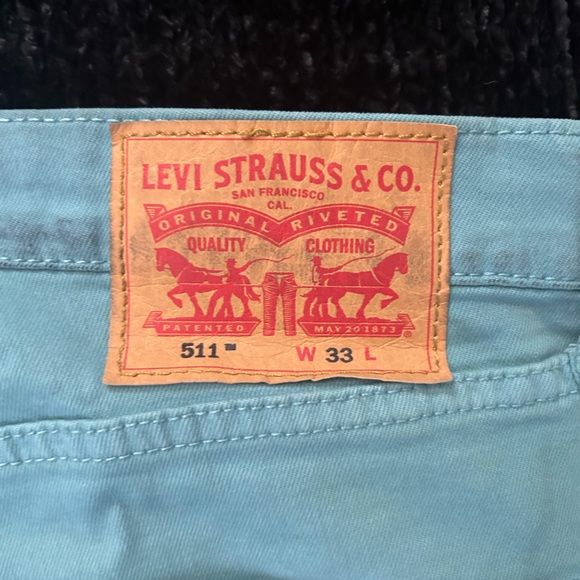 LEVI STRAUSS & CO.
SAN FRANCISCO
CAL.
ORIGINAL RIVETED
QUALITY CLOTHING
PATENTED MAY 20 1873 ®
511™ W 33 L